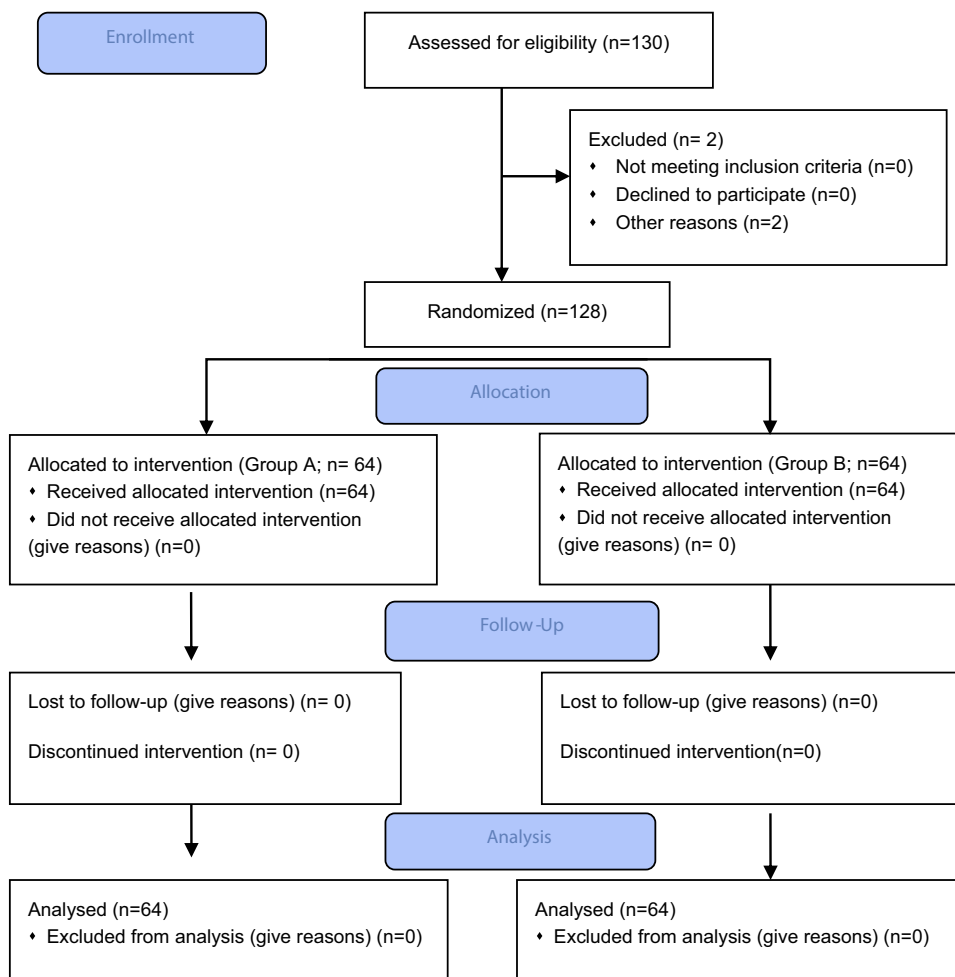 Enrollment
Assessed for eligibility (n=130)
Excluded (n= 2)
⬧ Not meeting inclusion criteria (n=0)
⬧ Declined to participate (n=0)
⬧ Other reasons (n=2)
Randomized (n=128)
Allocation
Allocated to intervention (Group A; n= 64)
⬧ Received allocated intervention (n=64)
⬧ Did not receive allocated intervention
(give reasons) (n=0)
Allocated to intervention (Group B; n=64)
⬧ Received allocated intervention (n=64)
⬧ Did not receive allocated intervention
(give reasons) (n= 0)
Follow-Up
Lost to follow-up (give reasons) (n= 0)
Discontinued intervention (n= 0)
Lost to follow-up (give reasons) (n=0)
Discontinued intervention(n=0)
Analysis
Analysed (n=64)
⬧ Excluded from analysis (give reasons) (n=0)
Analysed (n=64)
⬧ Excluded from analysis (give reasons) (n=0)